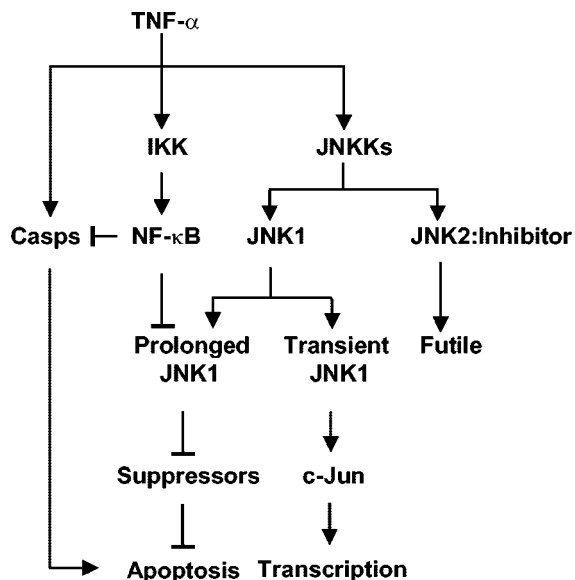 TNF-α
IKK
JNKKs
Casps
NF-κB
JNK1
JNK2:Inhibitor
Prolonged
JNK1
Transient
JNK1
Futile
Suppressors
c-Jun
Apoptosis
Transcription